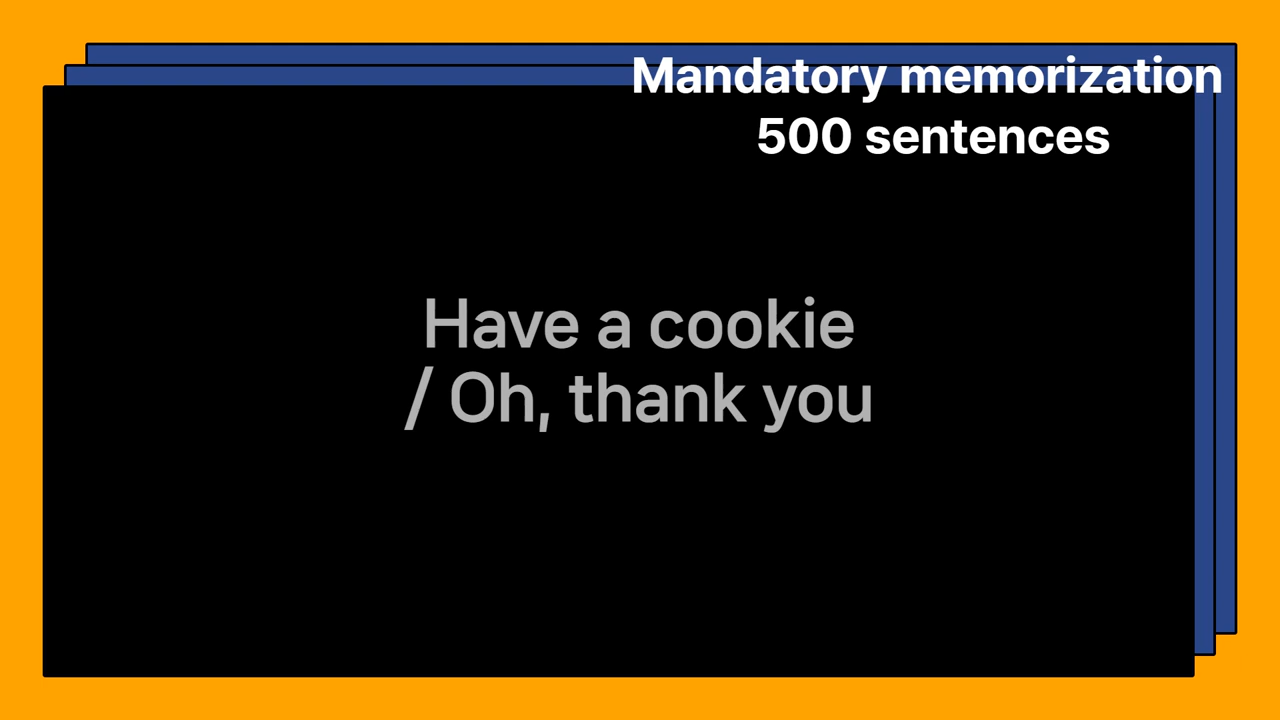 Mandatory memorization
500 sentences
Have a cookie
/ Oh, thank you